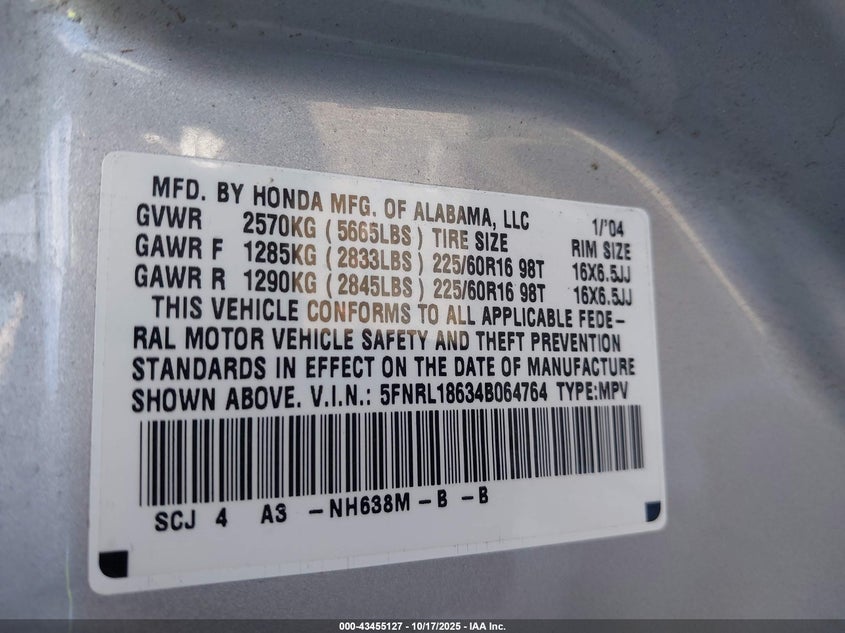 MFD. BY HONDA MFG. OF ALABAMA, LLC 1/'04
GVWR 2570KG (5665LBS) TIRE SIZE RIM SIZE
GAWR F 1285KG (2833LBS) 225/60R16 98T 16X6.5JJ
GAWR R 1290KG (2845LBS) 225/60R16 98T 16X6.5JJ
THIS VEHICLE CONFORMS TO ALL APPLICABLE FEDE-
RAL MOTOR VEHICLE SAFETY AND THEFT PREVENTION
STANDARDS IN EFFECT ON THE DATE OF MANUFACTURE
SHOWN ABOVE. V.I.N.: 5FNRL18634B064764 TYPE:MPV
SCJ 4 A3 -NH638M-B -B
000-43455127 - 10/17/2025 - IAA Inc.